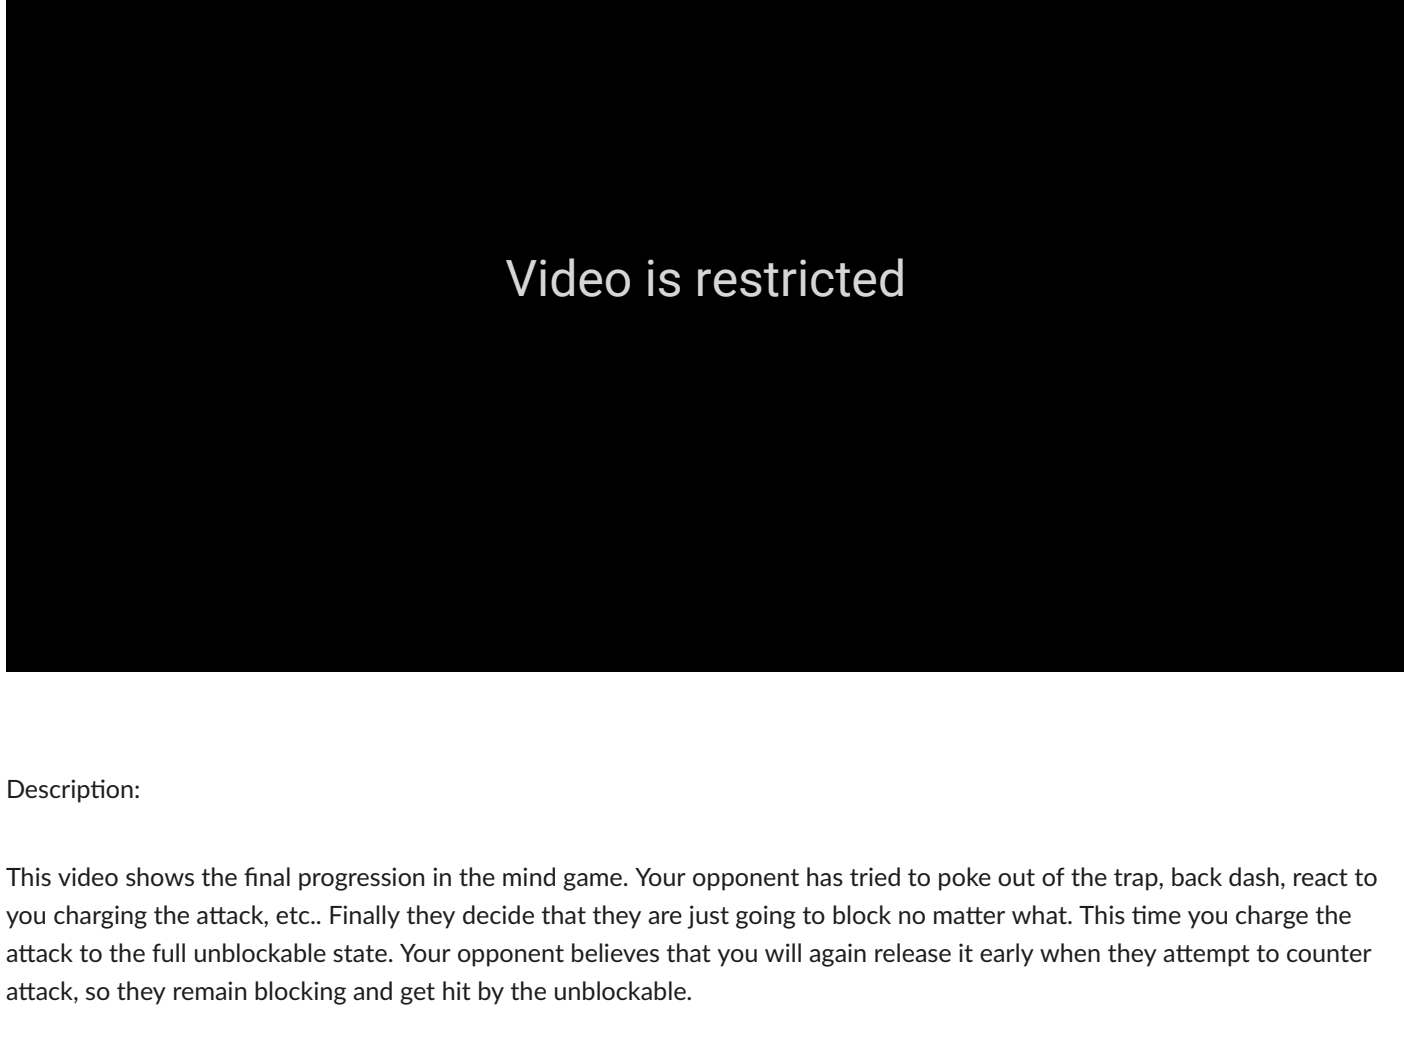 Video is restricted
Description:
This video shows the final progression in the mind game. Your opponent has tried to poke out of the trap, back dash, react to
you charging the attack, etc.. Finally they decide that they are just going to block no matter what. This time you charge the
attack to the full unblockable state. Your opponent believes that you will again release it early when they attempt to counter
attack, so they remain blocking and get hit by the unblockable.